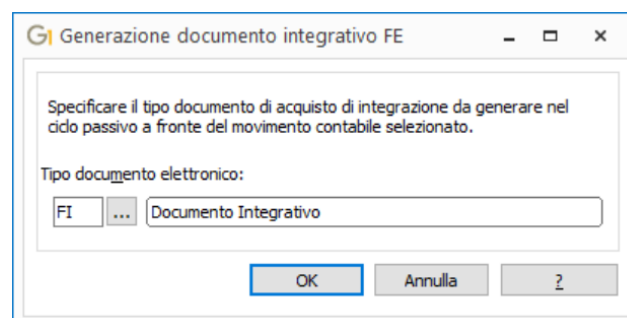 Generazione documento integrativo FE
Specificare il tipo documento di acquisto di integrazione da generare nel
ciclo passivo a fronte del movimento contabile selezionato.
Tipo documento elettronico:
FI ... Documento Integrativo
OK Annulla ?